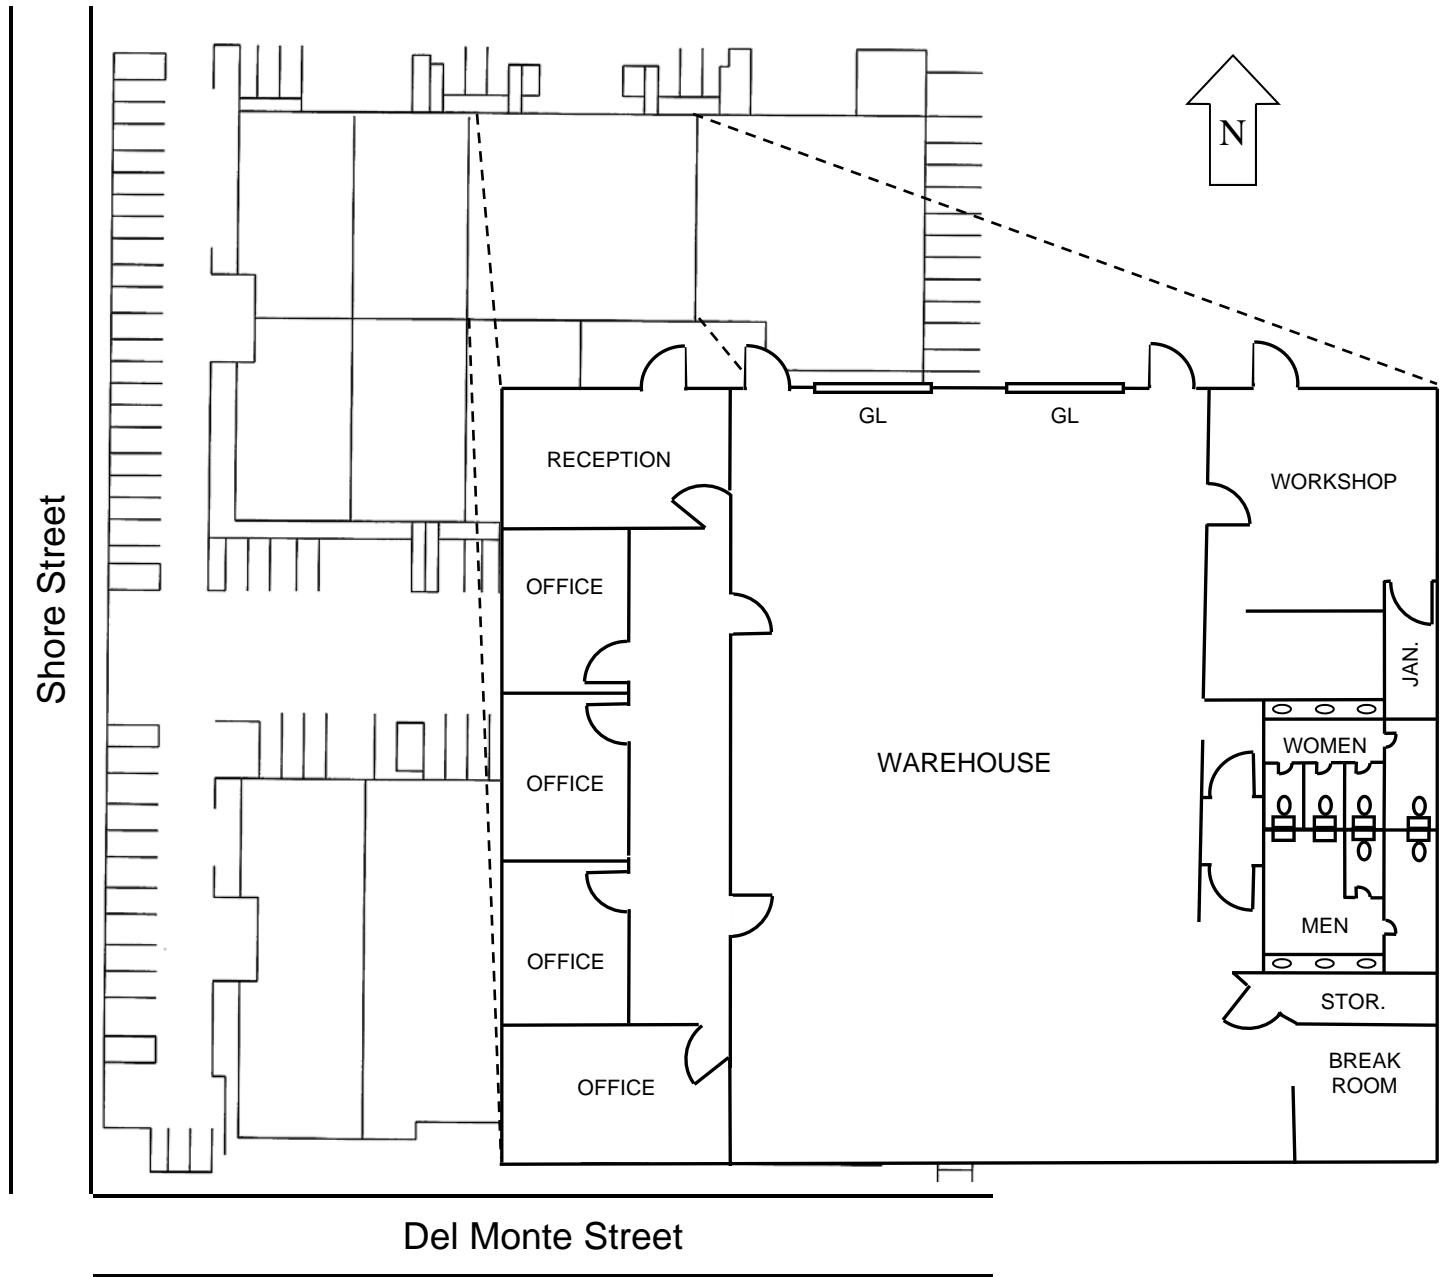 N
GL
GL
RECEPTION
WORKSHOP
OFFICE
Shore Street
JAN.
WOMEN
WAREHOUSE
OFFICE
MEN
OFFICE
STOR.
BREAK
ROOM
OFFICE
Del Monte Street